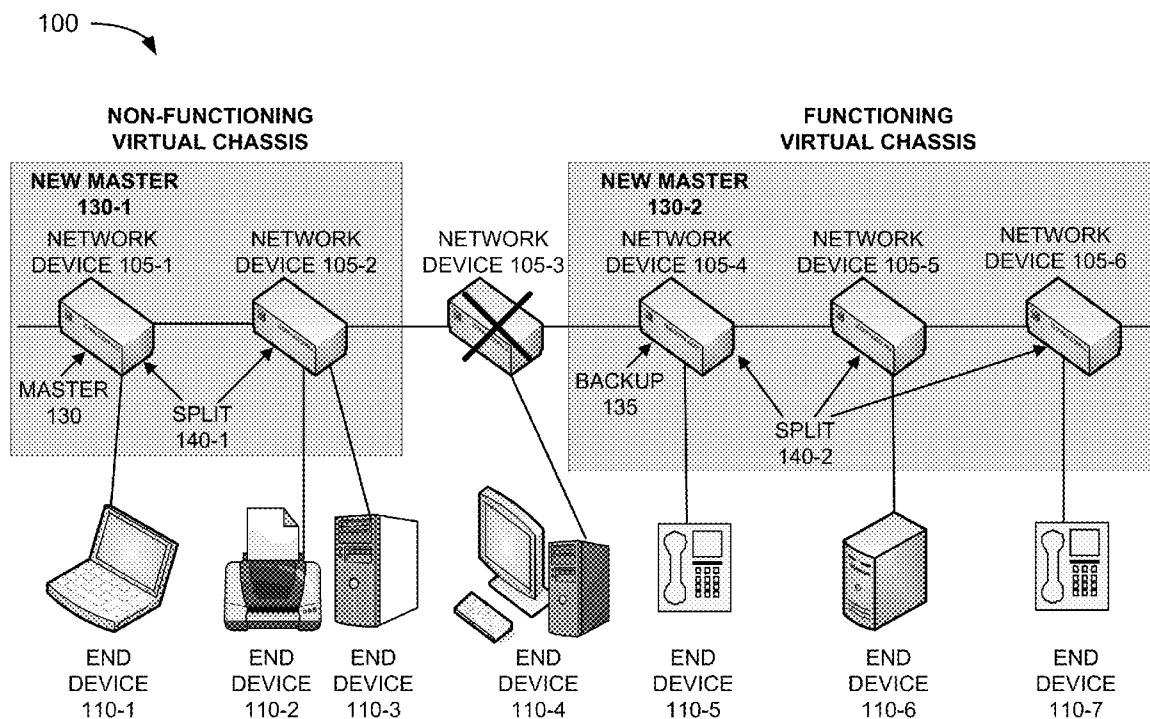 100
NON-FUNCTIONING
VIRTUAL CHASSIS
FUNCTIONING
VIRTUAL CHASSIS
NEW MASTER
130-1
NEW MASTER
130-2
NETWORK
DEVICE 105-1
NETWORK
DEVICE 105-2
NETWORK
DEVICE 105-3
NETWORK
DEVICE 105-4
NETWORK
DEVICE 105-5
NETWORK
DEVICE 105-6
MASTER
130
SPLIT
140-1
BACKUP
135
SPLIT
140-2
END
DEVICE
110-1
END
DEVICE
110-2
END
DEVICE
110-3
END
DEVICE
110-4
END
DEVICE
110-5
END
DEVICE
110-6
END
DEVICE
110-7